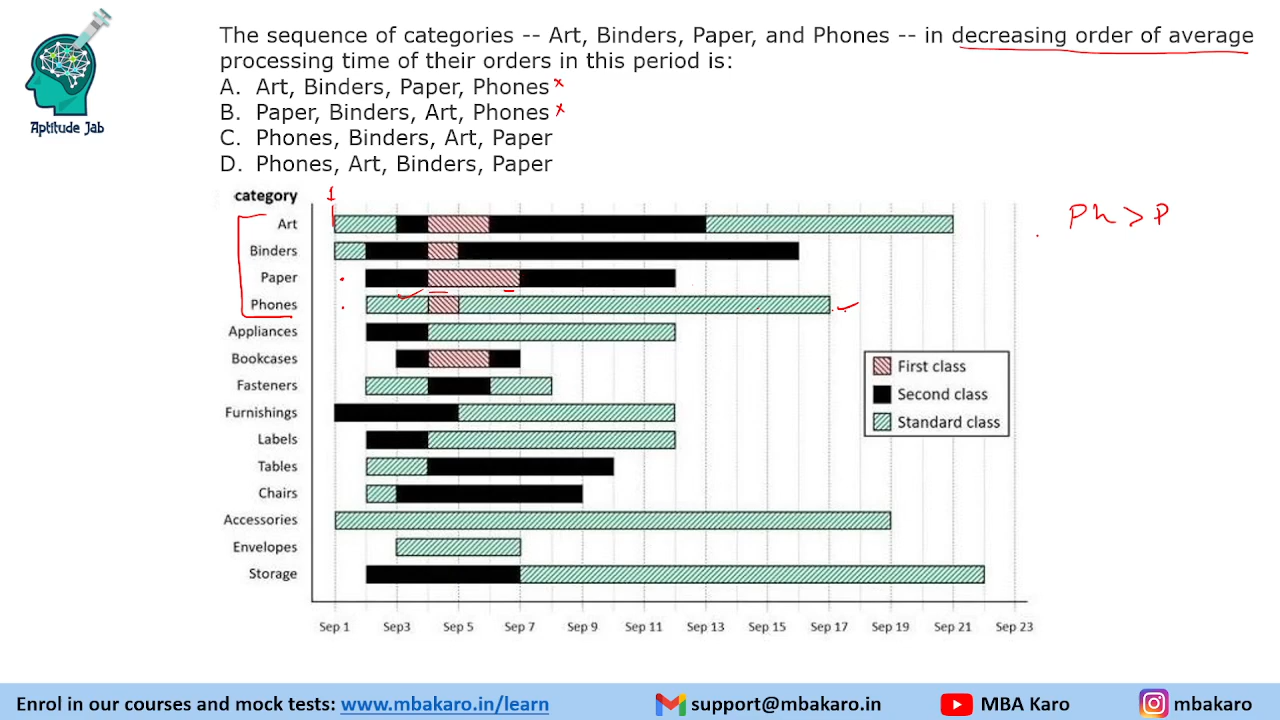 The sequence of categories -- Art, Binders, Paper, and Phones -- in decreasing order of average
processing time of their orders in this period is:
A. Art, Binders, Paper, Phones x
B. Paper, Binders, Art, Phones x
C. Phones, Binders, Art, Paper
D. Phones, Art, Binders, Paper
Aptitude Jab
category
1
Art
Ph > P
Binders
Paper
Phones
Appliances
Bookcases
Fasteners
Furnishings
Labels
Tables
Chairs
Accessories
Envelopes
Storage
First class
Second class
Standard class
Sep 1 Sep3 Sep 5 Sep 7 Sep 9 Sep 11 Sep 13 Sep 15 Sep 17 Sep 19 Sep 21 Sep 23
Enrol in our courses and mock tests: www.mbakaro.in/learn support@mbakaro.in MBA Karo mbakaro